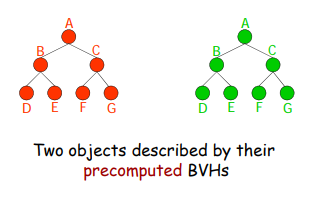 A A
B C B C
D E F G D E F G
Two objects described by their
precomputed BVHs